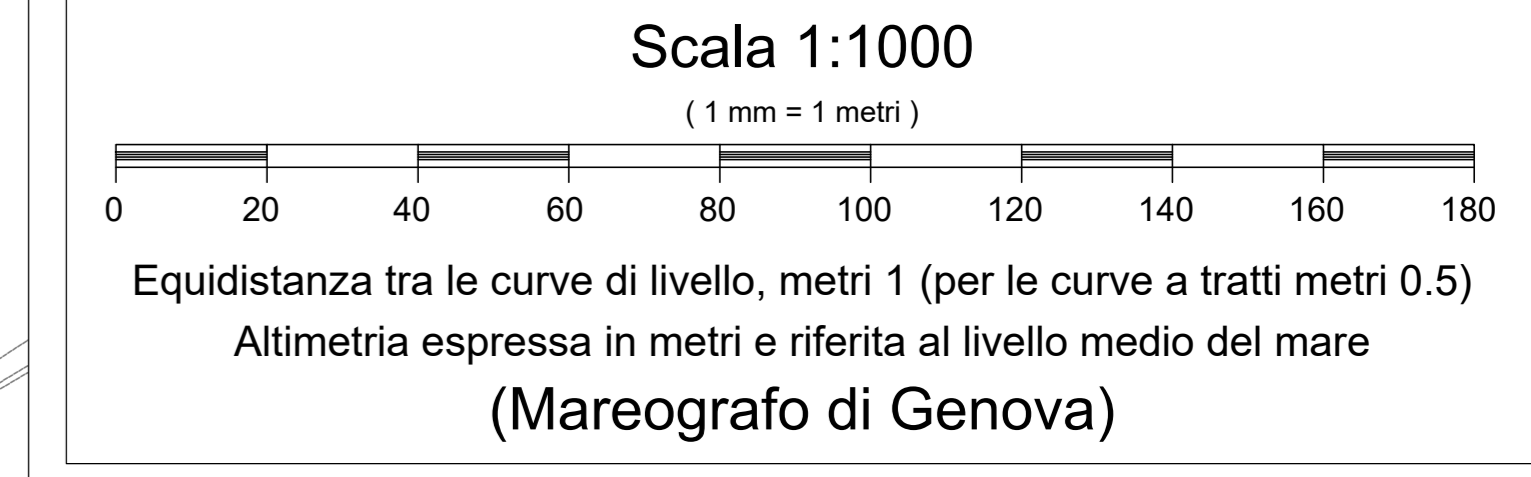 Scala 1:1000
( 1 mm = 1 metri )
0 20 40 60 80 100 120 140 160 180
Equidistanza tra le curve di livello, metri 1 (per le curve a tratti metri 0.5)
Altimetria espressa in metri e riferita al livello medio del mare
(Mareografo di Genova)